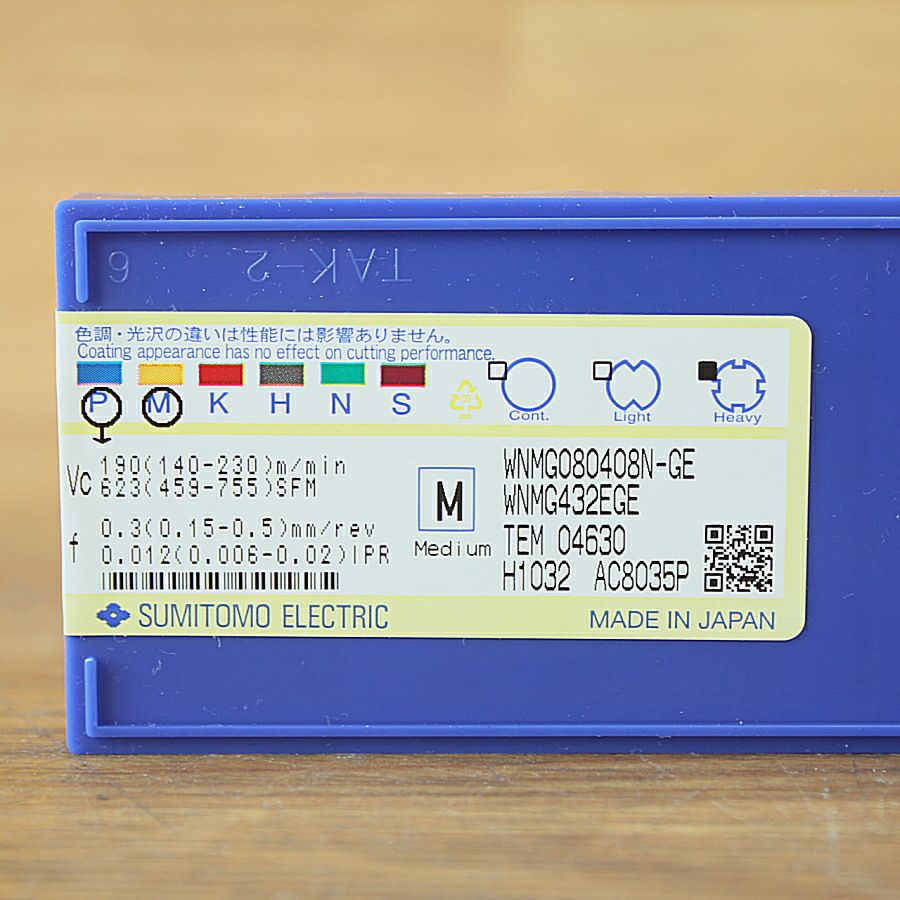 6 TAK-2
色調・光沢の違いは性能には影響ありません。
Coating appearance has no effect on cutting performance.
P M K H N S
05
PP
Cont. Light Heavy
Vc 190(140-230)m/min
623(459-755)SFM
f 0.3(0.15-0.5)mm/rev
0.012(0.006-0.02)IPR
M
Medium
WNMG080408N-GE
WNMG432EGE
TEM 04630
H1032 AC8035P
SUMITOMO ELECTRIC
MADE IN JAPAN